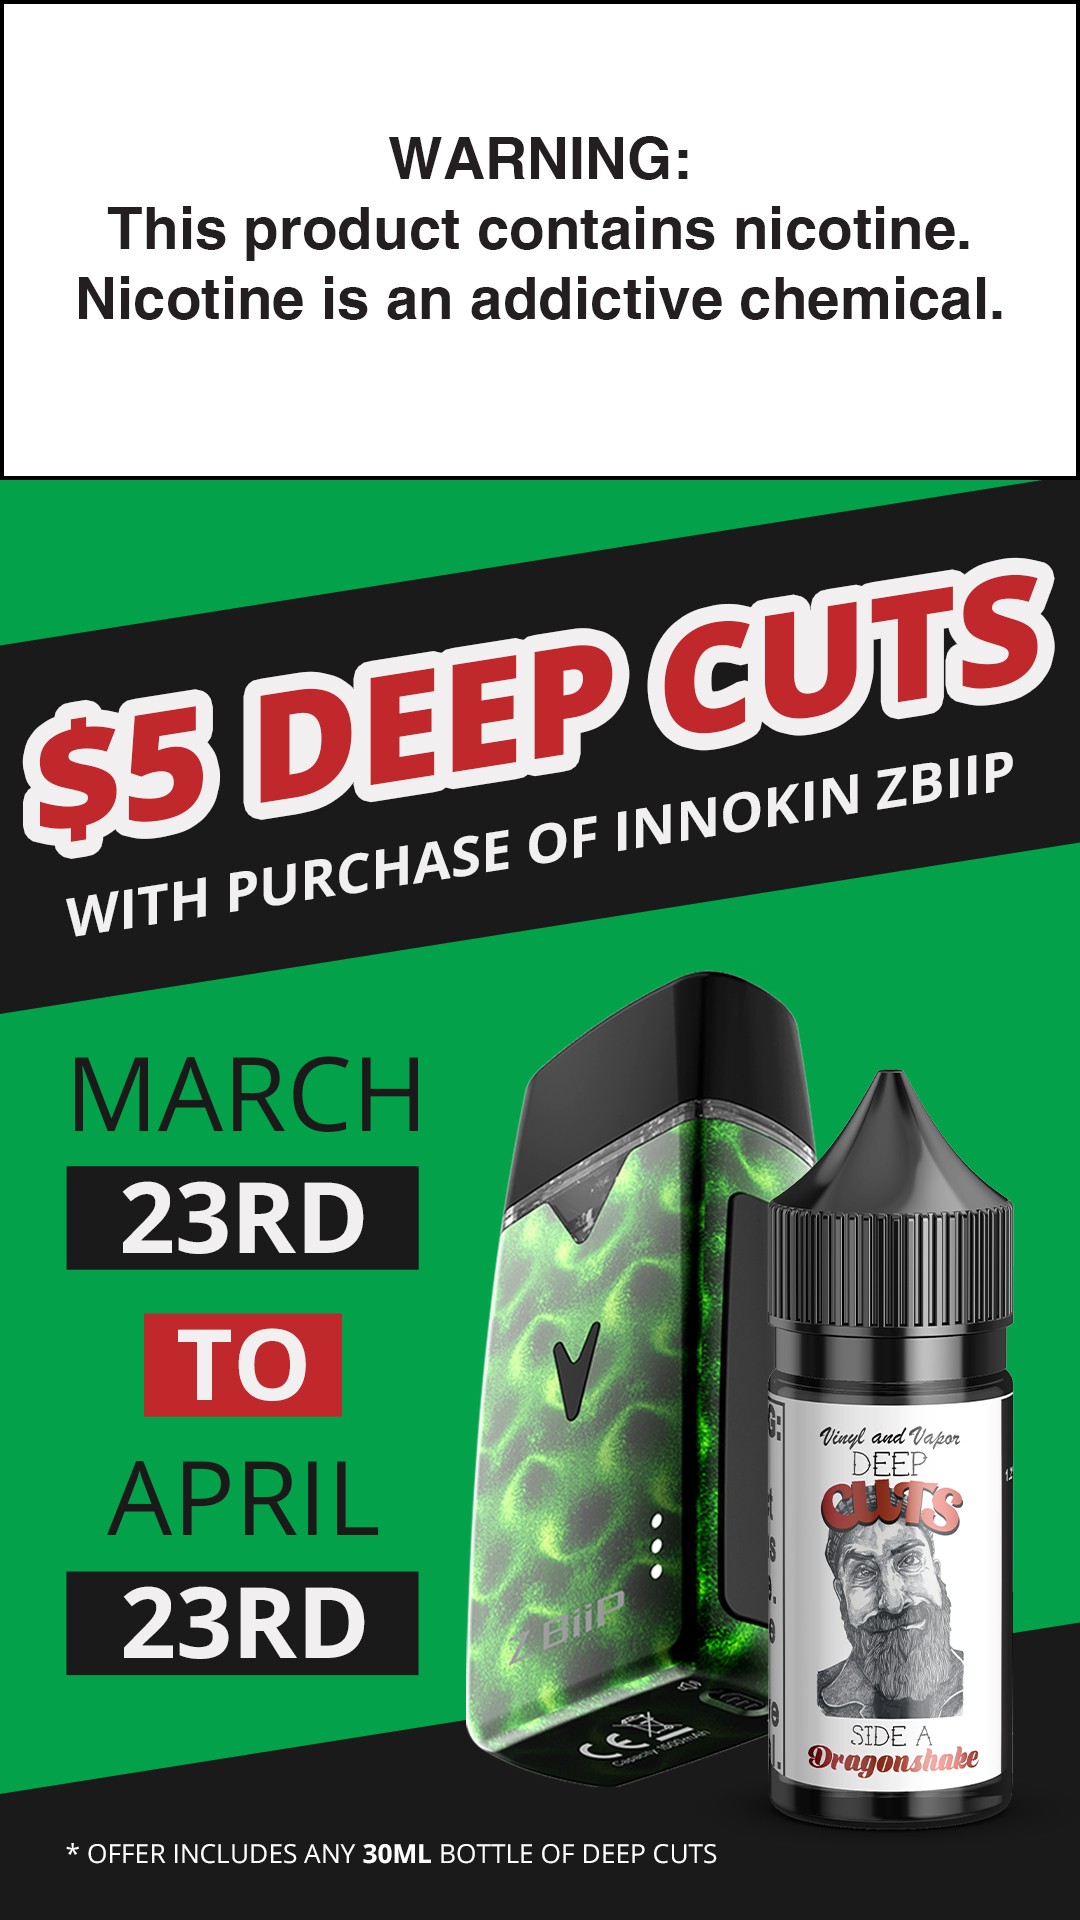 WARNING:
This product contains nicotine.
Nicotine is an addictive chemical.
$5 DEEP CUTS
WITH PURCHASE OF INNOKIN ZBIIP
MARCH
23RD
TO
APRIL
23RD
ZBiiP
CE
Vinyl and Vapor
DEEP
CUTS
SIDE A
Dragonshake
* OFFER INCLUDES ANY 30ML BOTTLE OF DEEP CUTS